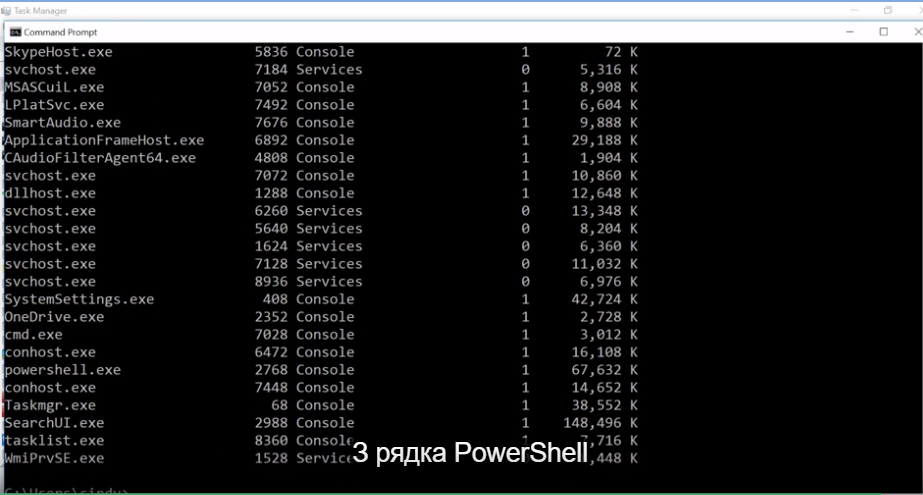 Task Manager
Command Prompt
SkypeHost.exe 5836 Console 1 72 K
svchost.exe 7184 Services 0 5,316 K
MSASCuiL.exe 7052 Console 1 8,908 K
LPlatSvc.exe 7492 Console 1 6,604 K
SmartAudio.exe 7676 Console 1 9,888 K
ApplicationFrameHost.exe 6892 Console 1 29,188 K
CAudioFilterAgent64.exe 4808 Console 1 1,904 K
svchost.exe 7072 Console 1 10,860 K
dllhost.exe 1288 Console 1 12,648 K
svchost.exe 6260 Services 0 13,348 K
svchost.exe 5640 Services 0 8,204 K
svchost.exe 1624 Services 0 6,360 K
svchost.exe 7128 Services 0 11,032 K
svchost.exe 8936 Services 0 6,976 K
SystemSettings.exe 408 Console 1 42,724 K
OneDrive.exe 2352 Console 1 2,728 K
cmd.exe 7028 Console 1 3,012 K
conhost.exe 6472 Console 1 16,108 K
powershell.exe 2768 Console 1 67,632 K
conhost.exe 7448 Console 1 14,652 K
Taskmgr.exe 68 Console 1 38,552 K
SearchUI.exe 2988 Console 1 148,496 K
tasklist.exe 8360 Console 7,716 K
WmiPrvSE.exe 1528 ,448 K
З рядка PowerShell